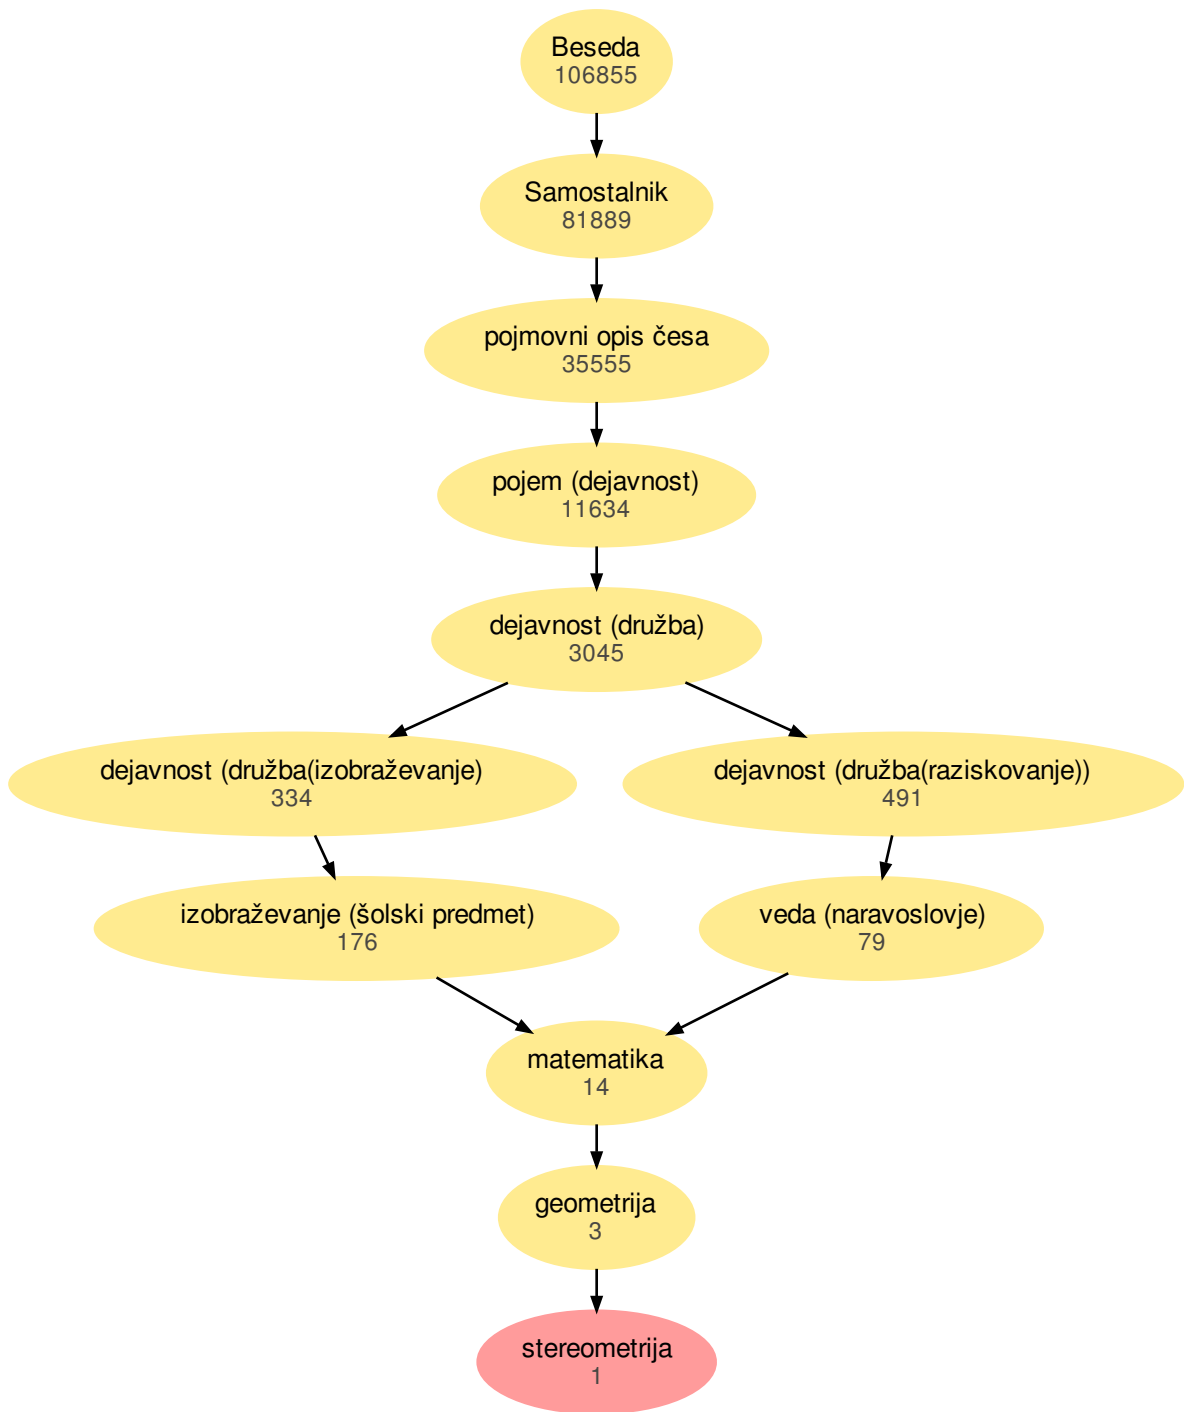 Beseda
106855
Samostalnik
81889
pojmovni opis česa
35555
pojem (dejavnost)
11634
dejavnost (družba)
3045
dejavnost (družba(izobraževanje)
334
dejavnost (družba(raziskovanje))
491
izobraževanje (šolski predmet)
176
veda (naravoslovje)
79
matematika
14
geometrija
3
stereometrija
1